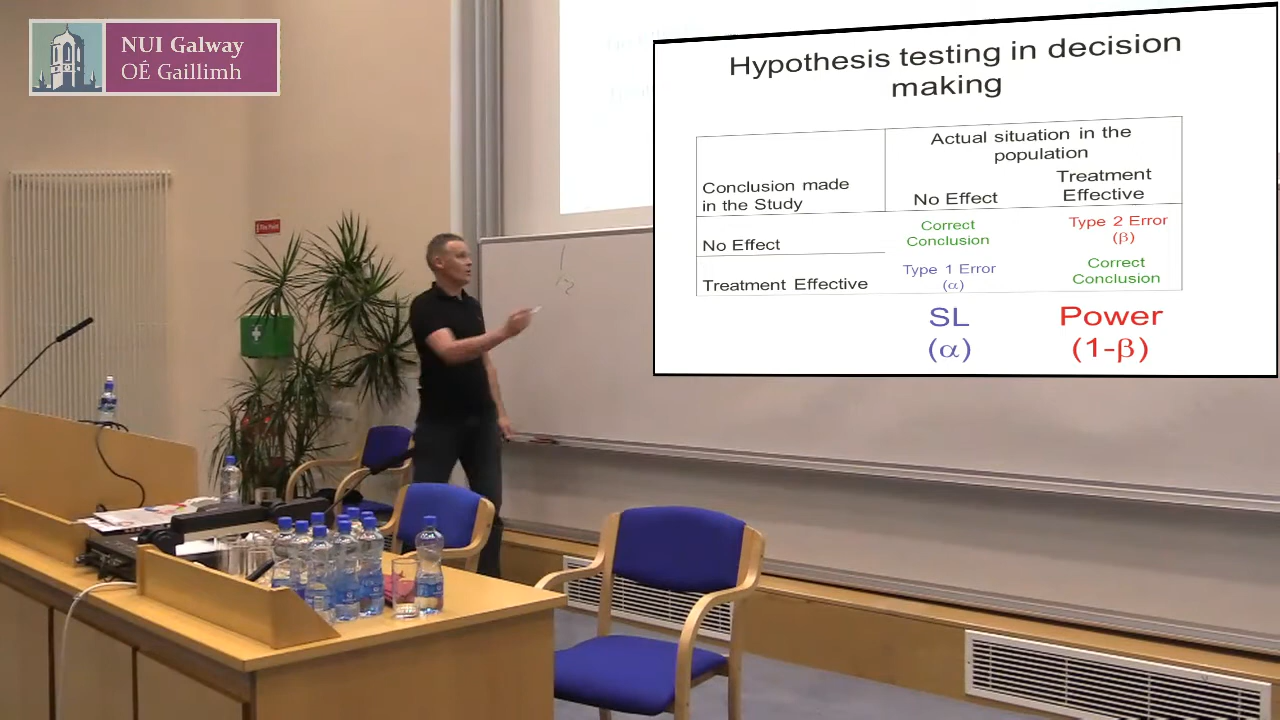 NUI Galway
OÉ Gaillimh
Hypothesis testing in decision
making
Actual situation in the
population
Conclusion made
in the Study
No Effect
Treatment
Effective
No Effect
Correct
Conclusion
Type 2 Error
(β)
Treatment Effective
Type 1 Error
(α)
Correct
Conclusion
SL
(α)
Power
(1-β)